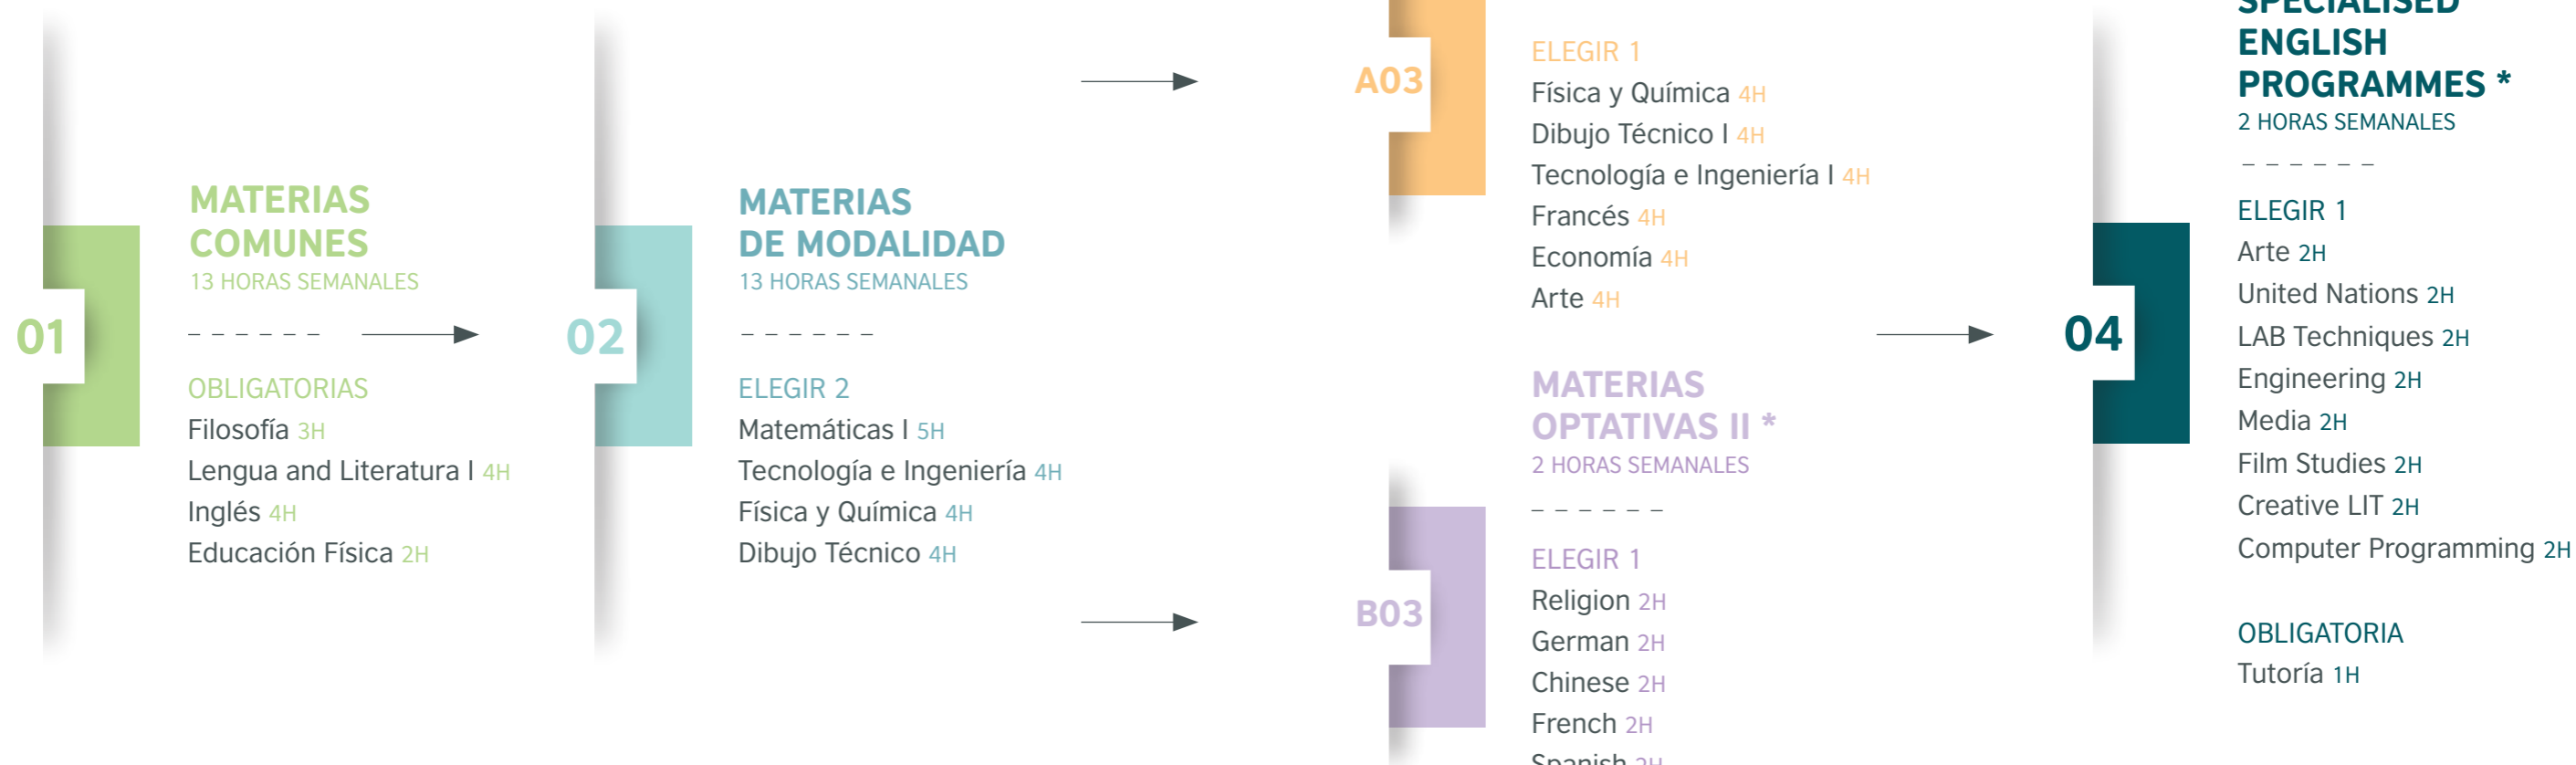 01
MATERIAS
COMUNES
13 HORAS SEMANALES
OBLIGATORIAS
Filosofía 3H
Lengua and Literatura I 4H
Inglés 4H
Educación Física 2H
02
MATERIAS
DE MODALIDAD
13 HORAS SEMANALES
ELEGIR 2
Matemáticas I 5H
Tecnología e Ingeniería 4H
Física y Química 4H
Dibujo Técnico 4H
A03
ELEGIR 1
Física y Química 4H
Dibujo Técnico I 4H
Tecnología e Ingeniería I 4H
Francés 4H
Economía 4H
Arte 4H
B03
MATERIAS
OPTATIVAS II *
2 HORAS SEMANALES
ELEGIR 1
Religion 2H
German 2H
Chinese 2H
French 2H
Spanish 2H
04
SPECIALISED
ENGLISH
PROGRAMMES *
2 HORAS SEMANALES
ELEGIR 1
Arte 2H
United Nations 2H
LAB Techniques 2H
Engineering 2H
Media 2H
Film Studies 2H
Creative LIT 2H
Computer Programming 2H
OBLIGATORIA
Tutoría 1H